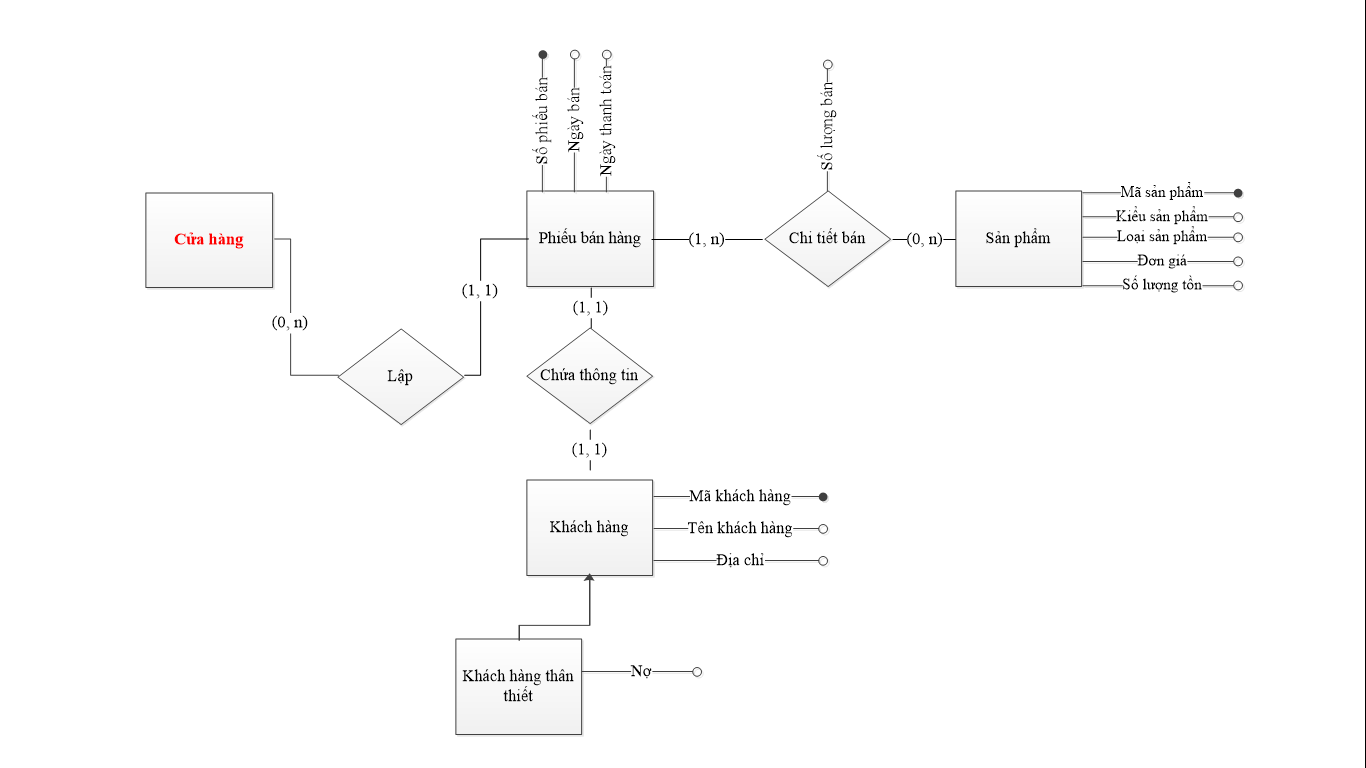 Số phiếu bán
Ngày bán
Ngày thanh toán
Số lượng bán
Cửa hàng
Phiếu bán hàng
(1, n)
Chi tiết bán
(0, n)
Sản phẩm
Mã sản phẩm
Kiểu sản phẩm
Loại sản phẩm
Đơn giá
Số lượng tồn
(1, 1)
(0, n)
(1, 1)
Lập
Chứa thông tin
(1, 1)
Khách hàng
Mã khách hàng
Tên khách hàng
Địa chỉ
Khách hàng thân
thiết
Nợ